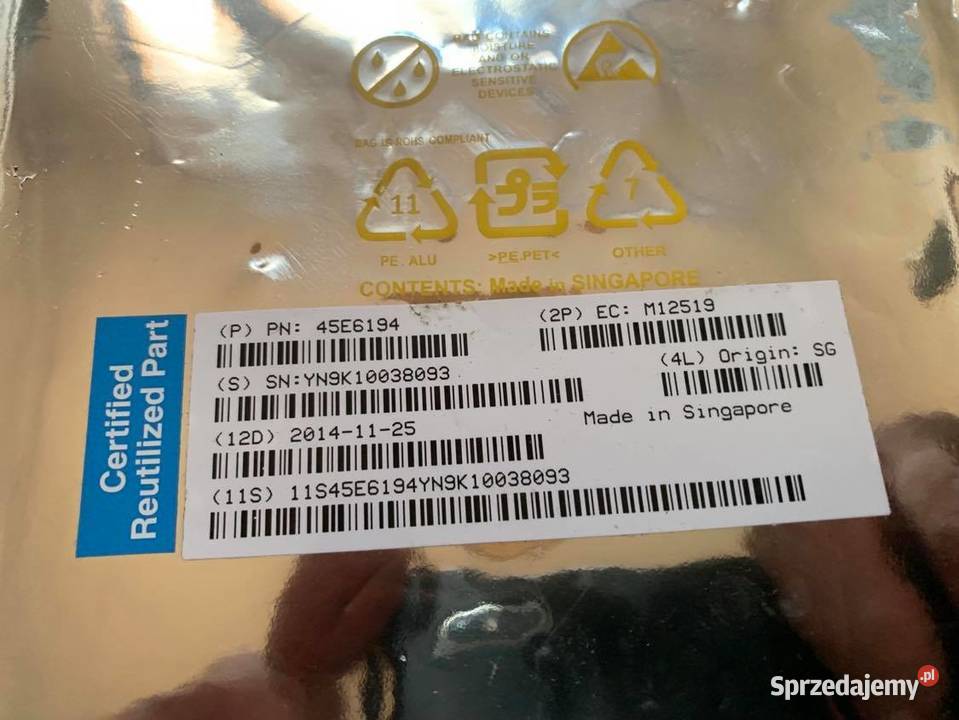 BAG CONTAINS
MOISTURE
AND OR
ELECTROSTATIC
SENSITIVE
DEVICES
BAG IS ROHS COMPLIANT
11
PE
7
PE. ALU
>PE.PET<
OTHER
CONTENTS: Made in SINGAPORE
Certified
Reutilized Part
(P) PN: 45E6194
(2P) EC: M12519
(S) SN:YN9K10038093
(4L) Origin: SG
(12D) 2014-11-25
Made in Singapore
(11S) 11S45E6194YN9K10038093
Sprzedajemy.pl